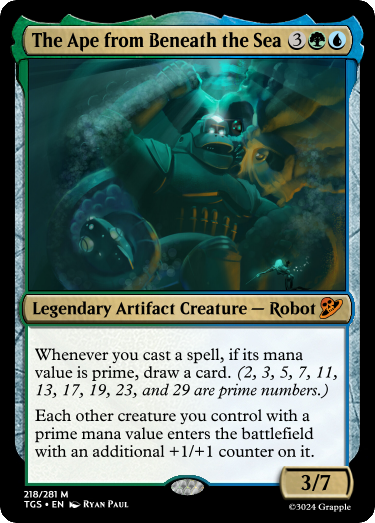 The Ape from Beneath the Sea 3
Legendary Artifact Creature — Robot
Whenever you cast a spell, if its mana
value is prime, draw a card. (2, 3, 5, 7, 11,
13, 17, 19, 23, and 29 are prime numbers.)
Each other creature you control with a
prime mana value enters the battlefield
with an additional +1/+1 counter on it.
3/7
218/281 M
TGS • EN Ryan Paul
©3024 Grapple